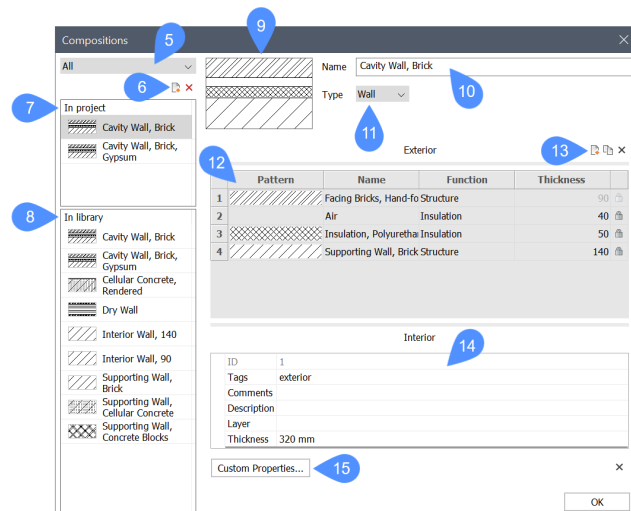 9
Compositions
5
All
Name Cavity Wall, Brick
6
10
Type Wall
7
In project
Cavity Wall, Brick
11
Cavity Wall, Brick,
Gypsum
Exterior
13
12
Pattern Name Function Thickness
1 Facing Bricks, Hand-fo Structure 90
2 Air Insulation 40
3 Insulation, Polyuretha Insulation 50
4 Supporting Wall, Brick Structure 140
8
In library
Cavity Wall, Brick
Cavity Wall, Brick,
Gypsum
Cellular Concrete,
Rendered
Dry Wall
Interior Wall, 140
Interior Wall, 90
Supporting Wall,
Brick
Supporting Wall,
Cellular Concrete
Supporting Wall,
Concrete Blocks
Interior
14
ID 1
Tags exterior
Comments
Description
Layer
Thickness 320 mm
Custom Properties...
15
OK